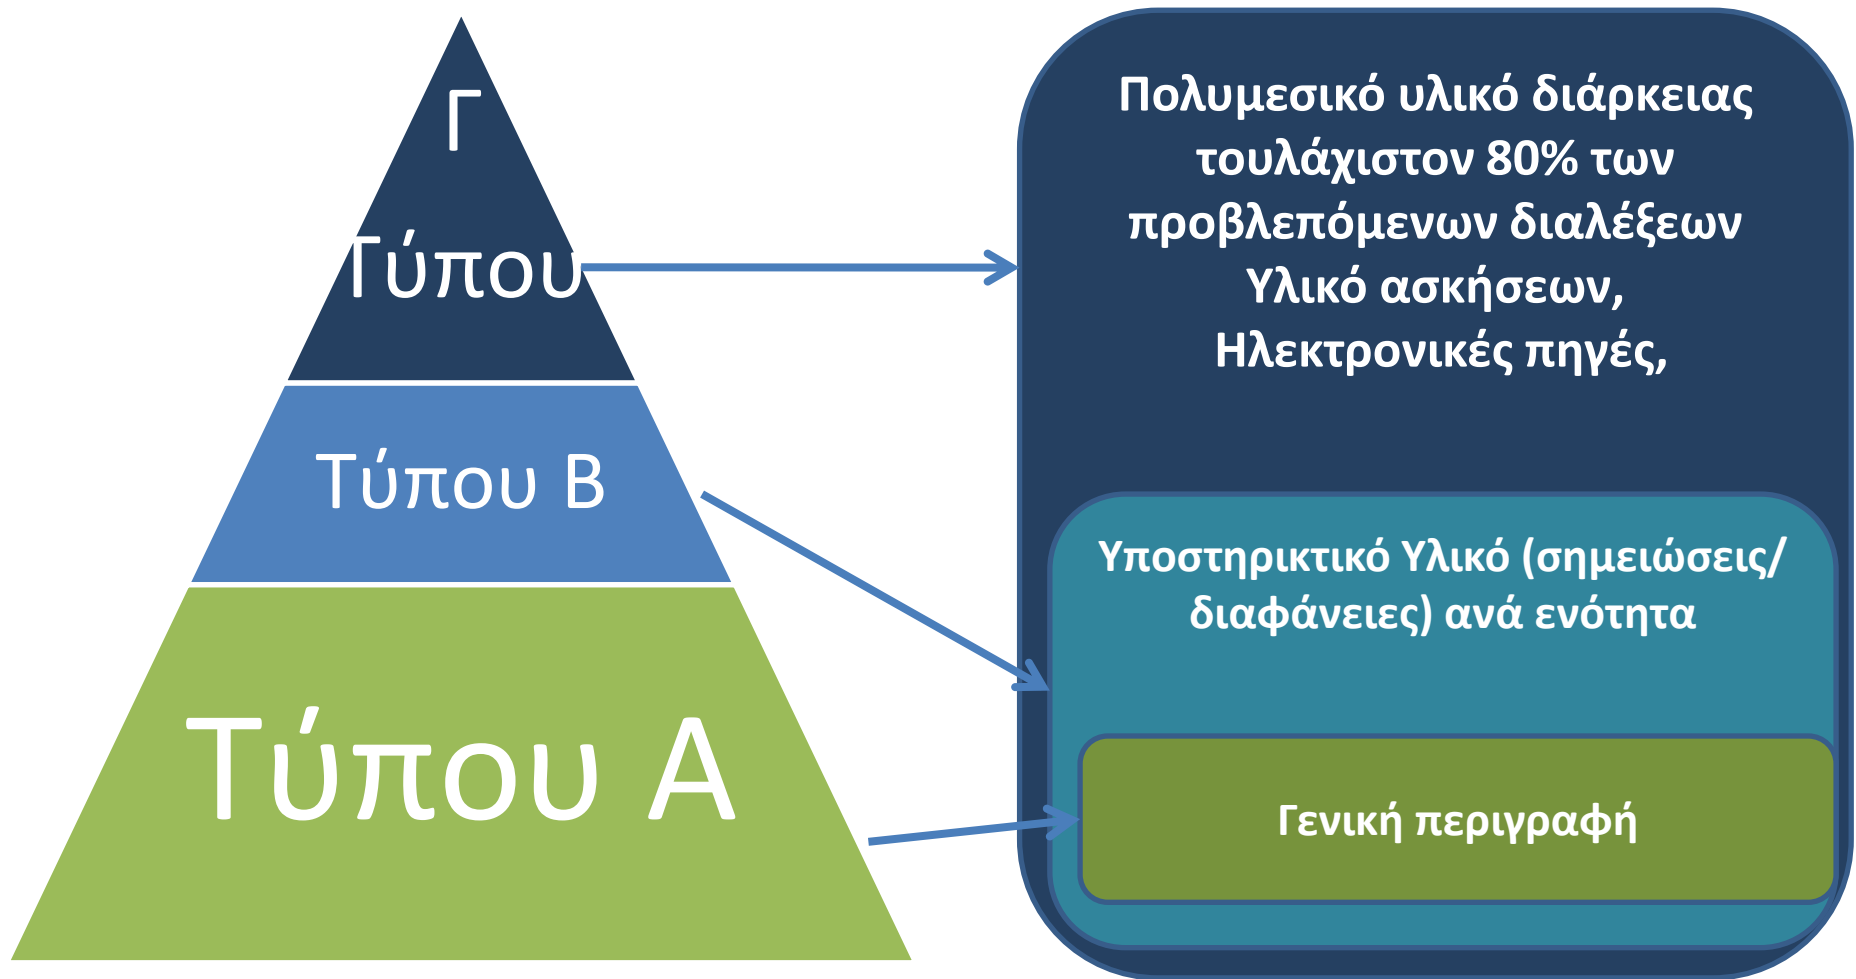 Γ
Τύπου
Τύπου Β
Τύπου Α
Πολυμεσικό υλικό διάρκειας
τουλάχιστον 80% των
προβλεπόμενων διαλέξεων
Υλικό ασκήσεων,
Ηλεκτρονικές πηγές,
Υποστηρικτικό Υλικό (σημειώσεις/
διαφάνειες) ανά ενότητα
Γενική περιγραφή